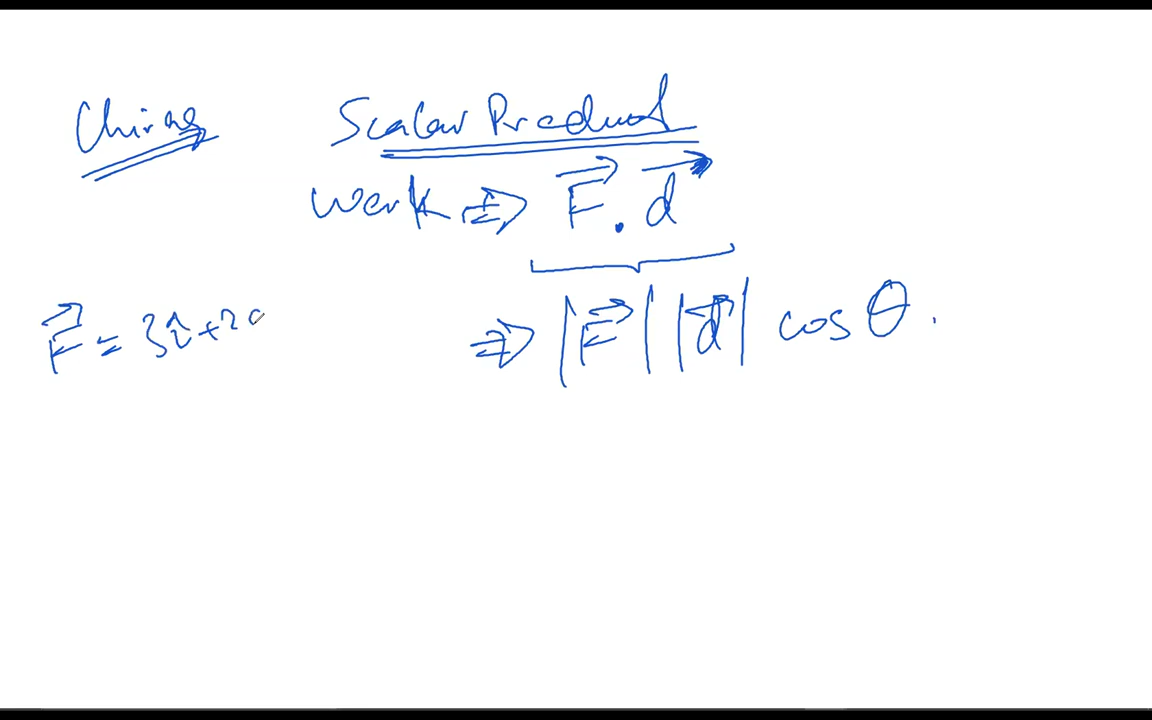 Chirag Scalar Product
Work ⇒ F⃗ . d⃗
⇒ |F⃗| |d⃗| cos θ .
F⃗ = 3î + 2